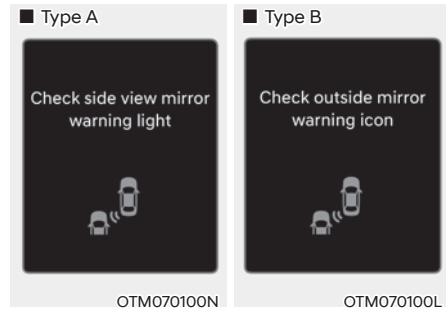 ■ Type A
Check side view mirror
warning light
OTM070100N
■ Type B
Check outside mirror
warning icon
OTM070100L